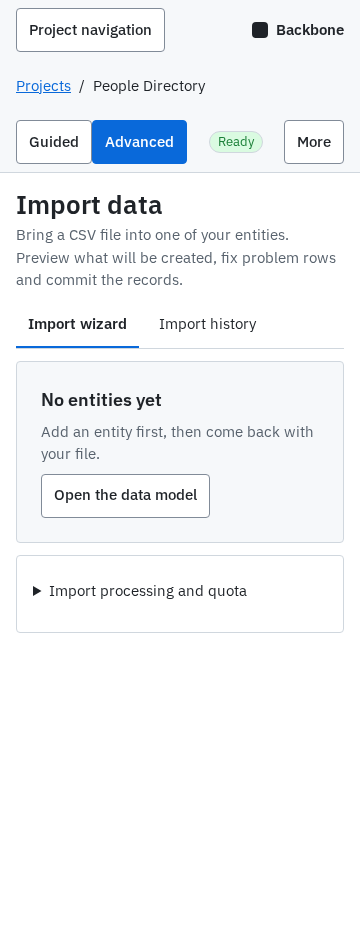 Project navigation
Backbone
Projects / People Directory
Guided
Advanced
Ready
More
Import data
Bring a CSV file into one of your entities.
Preview what will be created, fix problem rows
and commit the records.
Import wizard
Import history
No entities yet
Add an entity first, then come back with
your file.
Open the data model
Import processing and quota